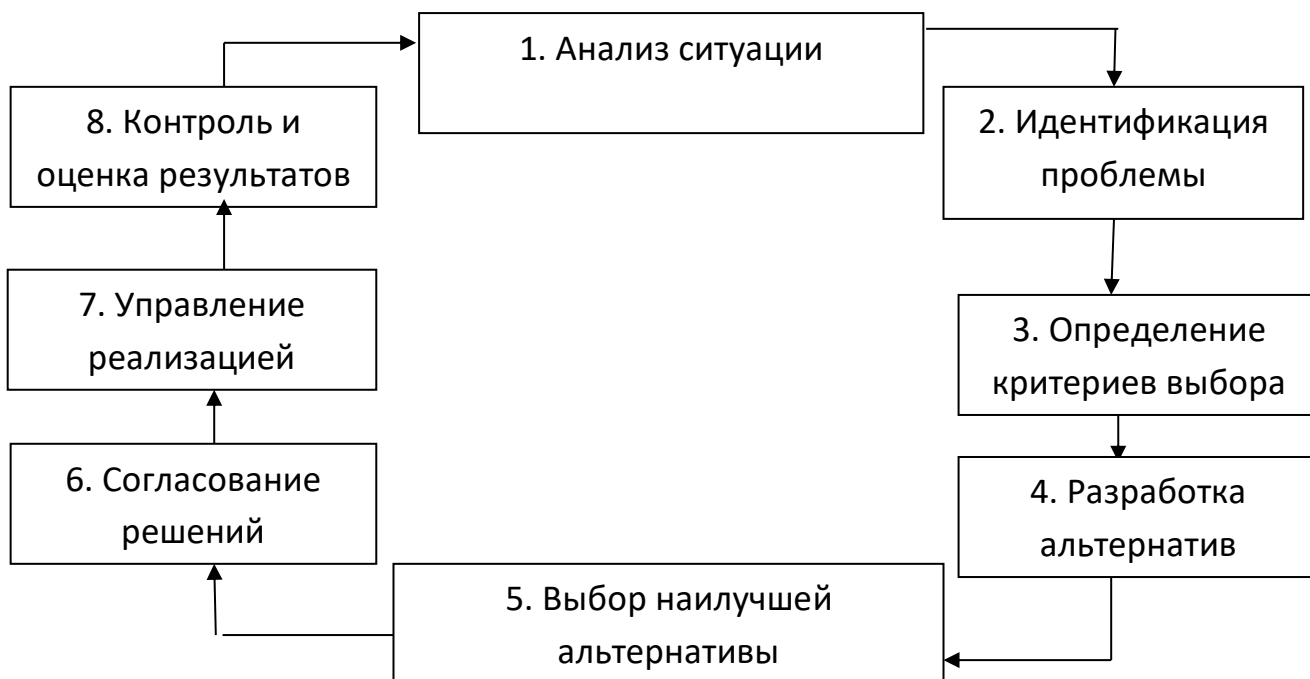 1. Анализ ситуации
2. Идентификация
проблемы
3. Определение
критериев выбора
4. Разработка
альтернатив
5. Выбор наилучшей
альтернативы
6. Согласование
решений
7. Управление
реализацией
8. Контроль и
оценка результатов